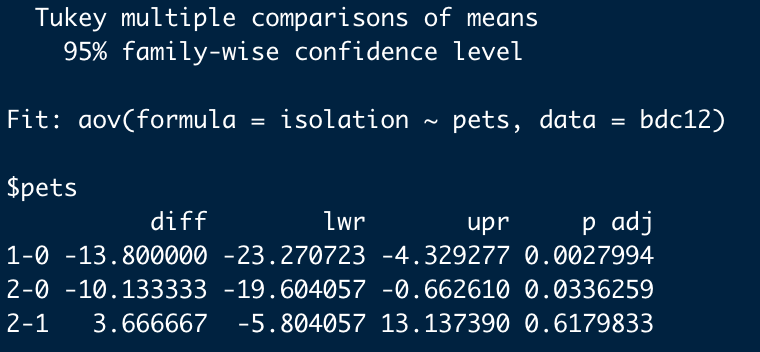 Tukey multiple comparisons of means
95% family-wise confidence level
Fit: aov(formula = isolation ~ pets, data = bdc12)
$pets
diff lwr upr p adj
1-0 -13.800000 -23.270723 -4.329277 0.0027994
2-0 -10.133333 -19.604057 -0.662610 0.0336259
2-1 3.666667 -5.804057 13.137390 0.6179833